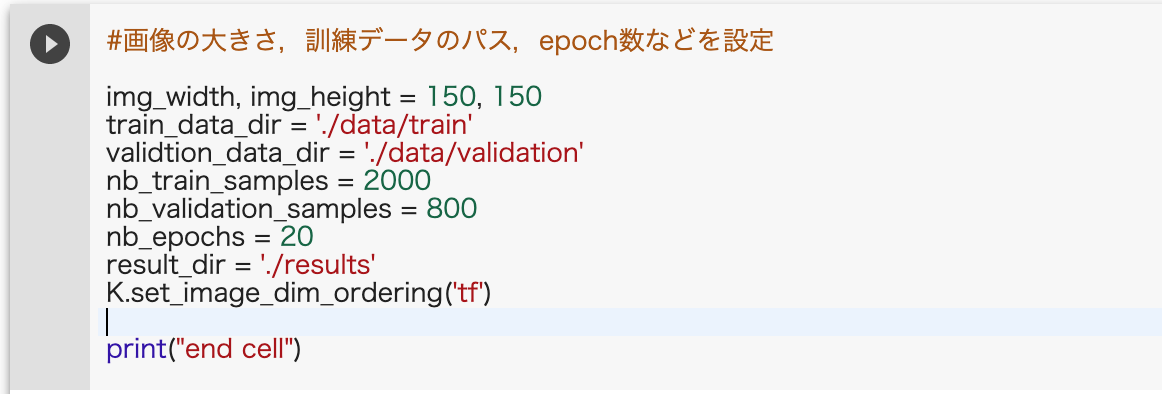 #画像の大きさ，訓練データのパス，epoch数などを設定
img_width, img_height = 150, 150
train_data_dir = './data/train'
validtion_data_dir = './data/validation'
nb_train_samples = 2000
nb_validation_samples = 800
nb_epochs = 20
result_dir = './results'
K.set_image_dim_ordering('tf')
print("end cell")